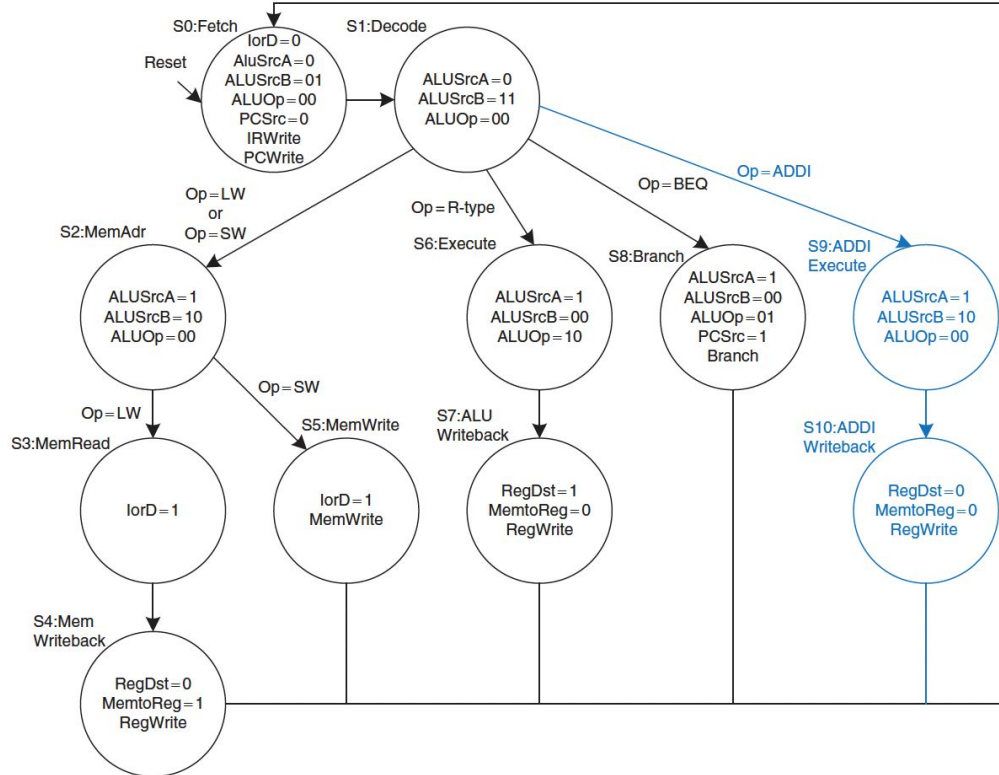 S0:Fetch
IorD=0
AluSrcA=0
ALUSrcB=01
ALUOp=00
PCSrc=0
IRWrite
PCWrite
Reset
S1:Decode
ALUSrcA=0
ALUSrcB=11
ALUOp=00
Op=LW
or
Op=SW
Op=R-type
Op=BEQ
Op=ADDI
S2:MemAdr
ALUSrcA=1
ALUSrcB=10
ALUOp=00
S6:Execute
ALUSrcA=1
ALUSrcB=00
ALUOp=10
S8:Branch
ALUSrcA=1
ALUSrcB=00
ALUOp=01
PCSrc=1
Branch
S9:ADDI
Execute
ALUSrcA=1
ALUSrcB=10
ALUOp=00
Op=LW
Op=SW
S3:MemRead
IorD=1
S5:MemWrite
IorD=1
MemWrite
S7:ALU
Writeback
RegDst=1
MemtoReg=0
RegWrite
S10:ADDI
Writeback
RegDst=0
MemtoReg=0
RegWrite
S4:Mem
Writeback
RegDst=0
MemtoReg=1
RegWrite